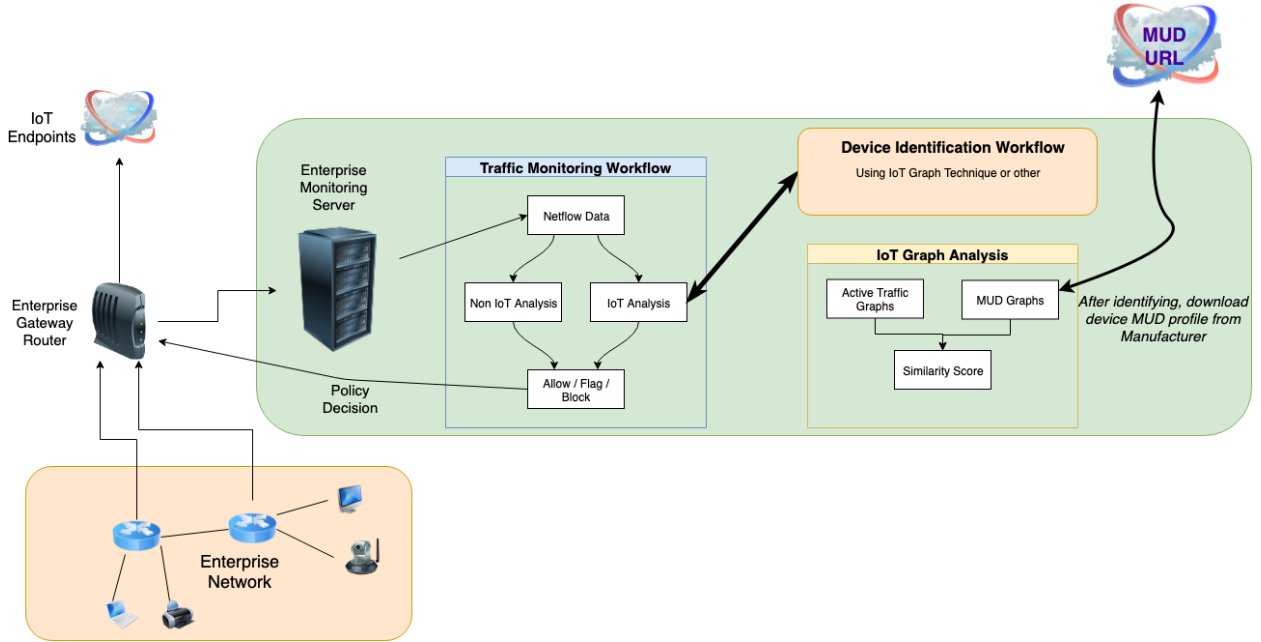 MUD
URL
IoT
Endpoints
Enterprise
Monitoring
Server
Traffic Monitoring Workflow
Netflow Data
Non IoT Analysis
IoT Analysis
Allow / Flag /
Block
Device Identification Workflow
Using IoT Graph Technique or other
IoT Graph Analysis
Active Traffic
Graphs
MUD Graphs
Similarity Score
After identifying, download
device MUD profile from
Manufacturer
Enterprise
Gateway
Router
Policy
Decision
Enterprise
Network